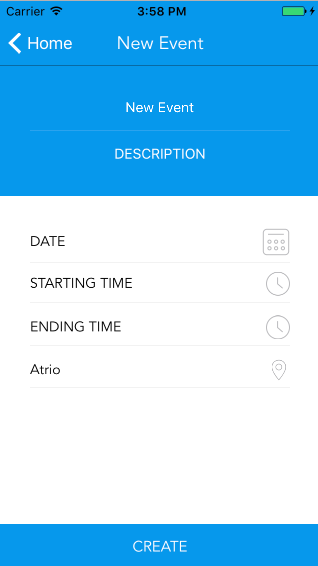 Carrier 3:58 PM
Home New Event
New Event
DESCRIPTION
DATE
STARTING TIME
ENDING TIME
Atrio
CREATE